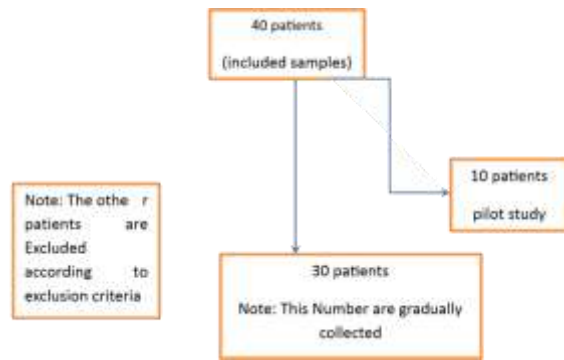 40 patients
(included samples)
10 patients
pilot study
Note: The othe r
patients are
Excluded
according to
exclusion criteria
30 patients
Note: This Number are gradually
collected